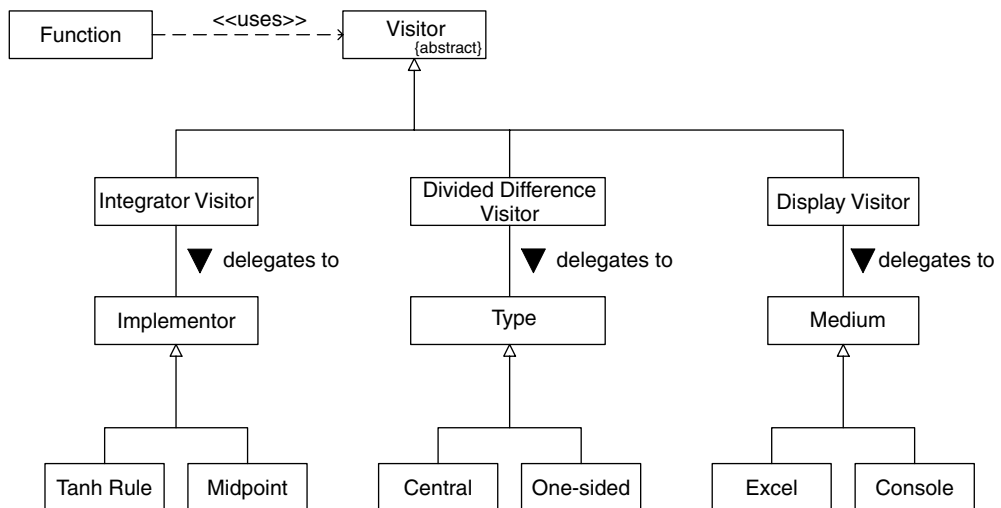 Function
<<uses>>
Visitor
{abstract}
Integrator Visitor
Divided Difference
Visitor
Display Visitor
delegates to
delegates to
delegates to
Implementor
Type
Medium
Tanh Rule
Midpoint
Central
One-sided
Excel
Console